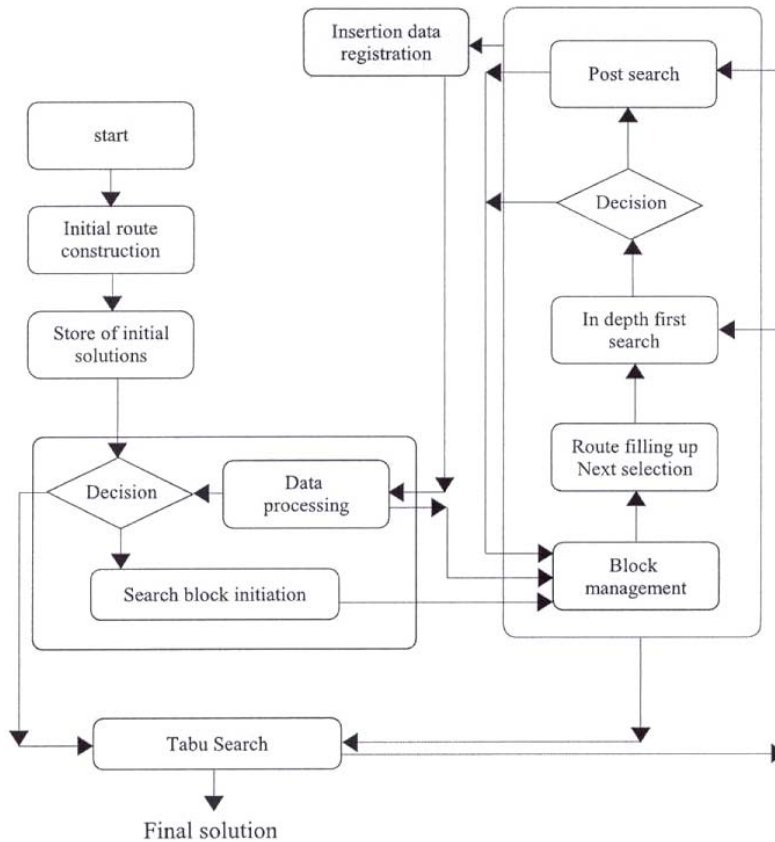 Insertion data
registration
Post search
start
Decision
Initial route
construction
Store of initial
solutions
In depth first
search
Route filling up
Next selection
Decision
Data
processing
Search block initiation
Block
management
Tabu Search
Final solution